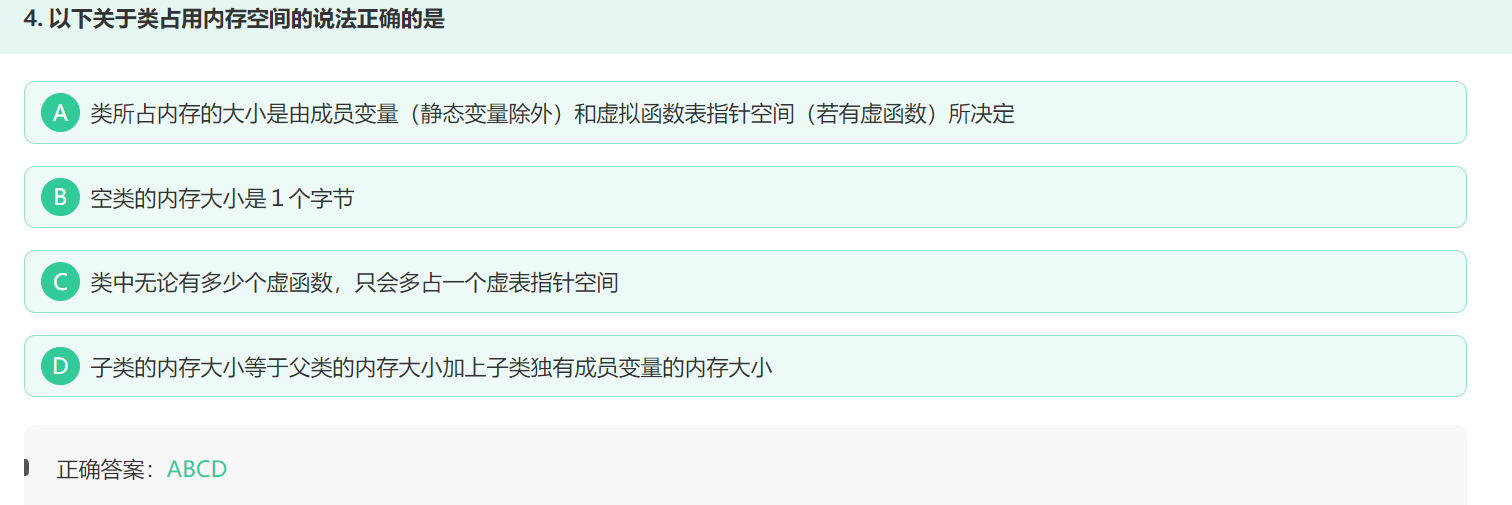 4. 以下关于类占用内存空间的说法正确的是
A 类所占内存的大小是由成员变量（静态变量除外）和虚拟函数表指针空间（若有虚函数）所决定
B 空类的内存大小是 1 个字节
C 类中无论有多少个虚函数，只会多占一个虚表指针空间
D 子类的内存大小等于父类的内存大小加上子类独有成员变量的内存大小
正确答案：ABCD